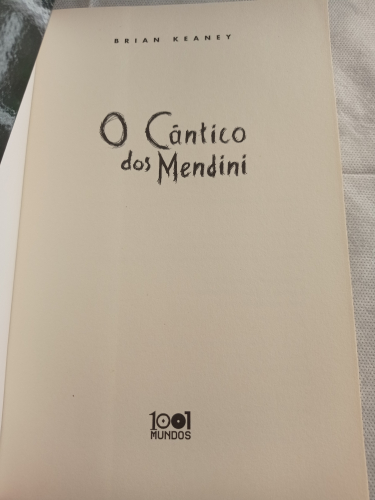 BRIAN KEANEY
O Cântico
dos Mendini
1001
MUNDOS